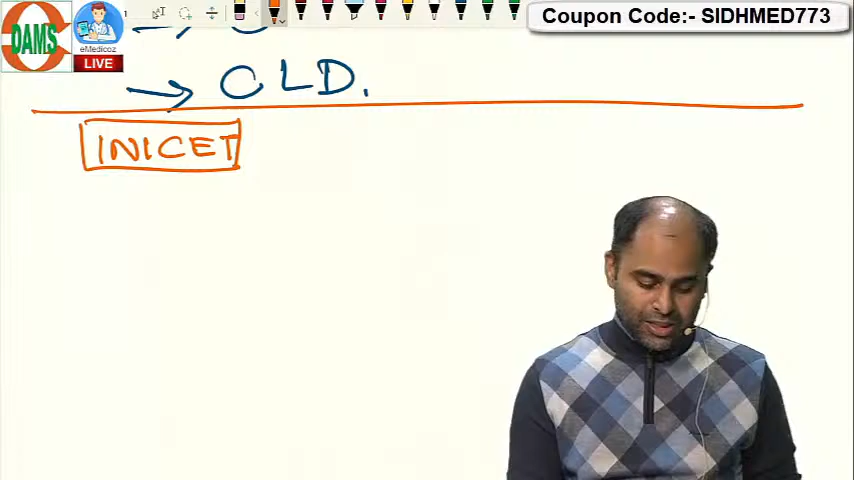 DAMS
eMedicoz
LIVE
Coupon Code:- SIDHMED773
→ CLD.
INICET